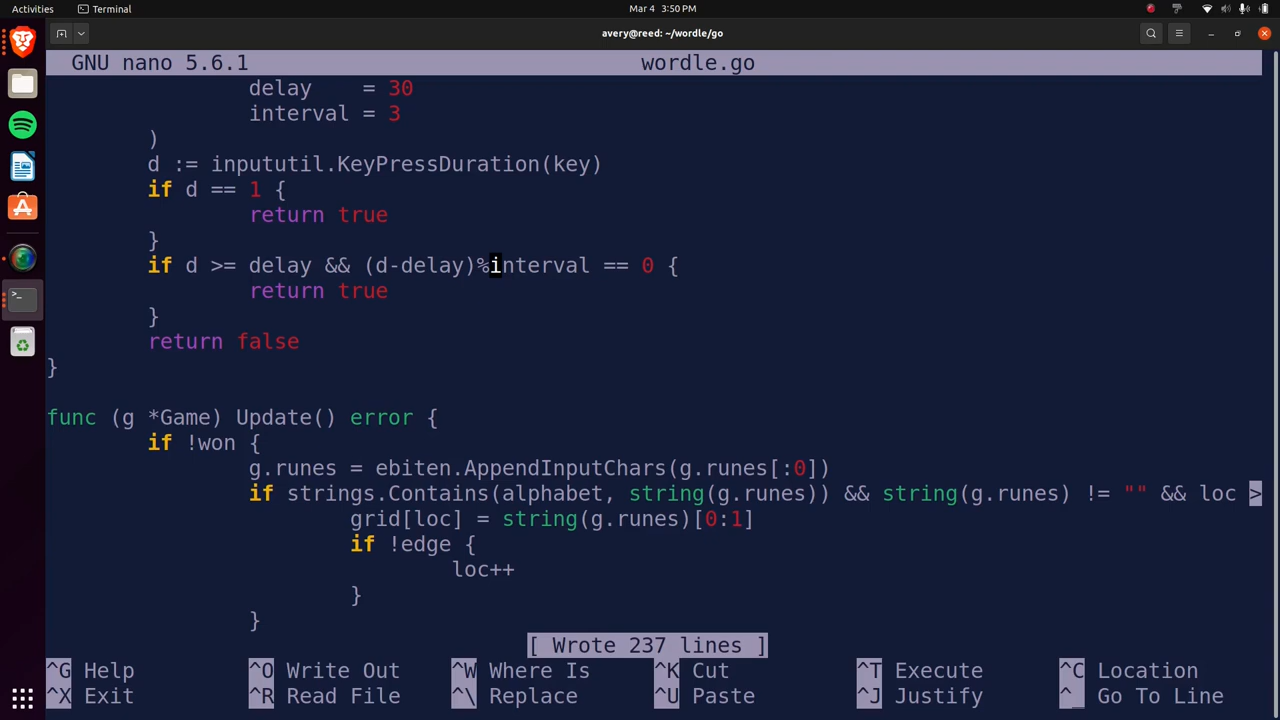 Activities Terminal Mar 4 3:50 PM
avery@reed: ~/wordle/go
GNU nano 5.6.1 wordle.go
delay = 30
interval = 3
)
d := inpututil.KeyPressDuration(key)
if d == 1 {
return true
}
if d >= delay && (d-delay)%interval == 0 {
return true
}
return false
}
func (g *Game) Update() error {
if !won {
g.runes = ebiten.AppendInputChars(g.runes[:0])
if strings.Contains(alphabet, string(g.runes)) && string(g.runes) != "" && loc >
grid[loc] = string(g.runes)[0:1]
if !edge {
loc++
}
}
[ Wrote 237 lines ]
^G Help ^O Write Out ^W Where Is ^K Cut ^T Execute ^C Location
^X Exit ^R Read File ^\ Replace ^U Paste ^J Justify ^_ Go To Line